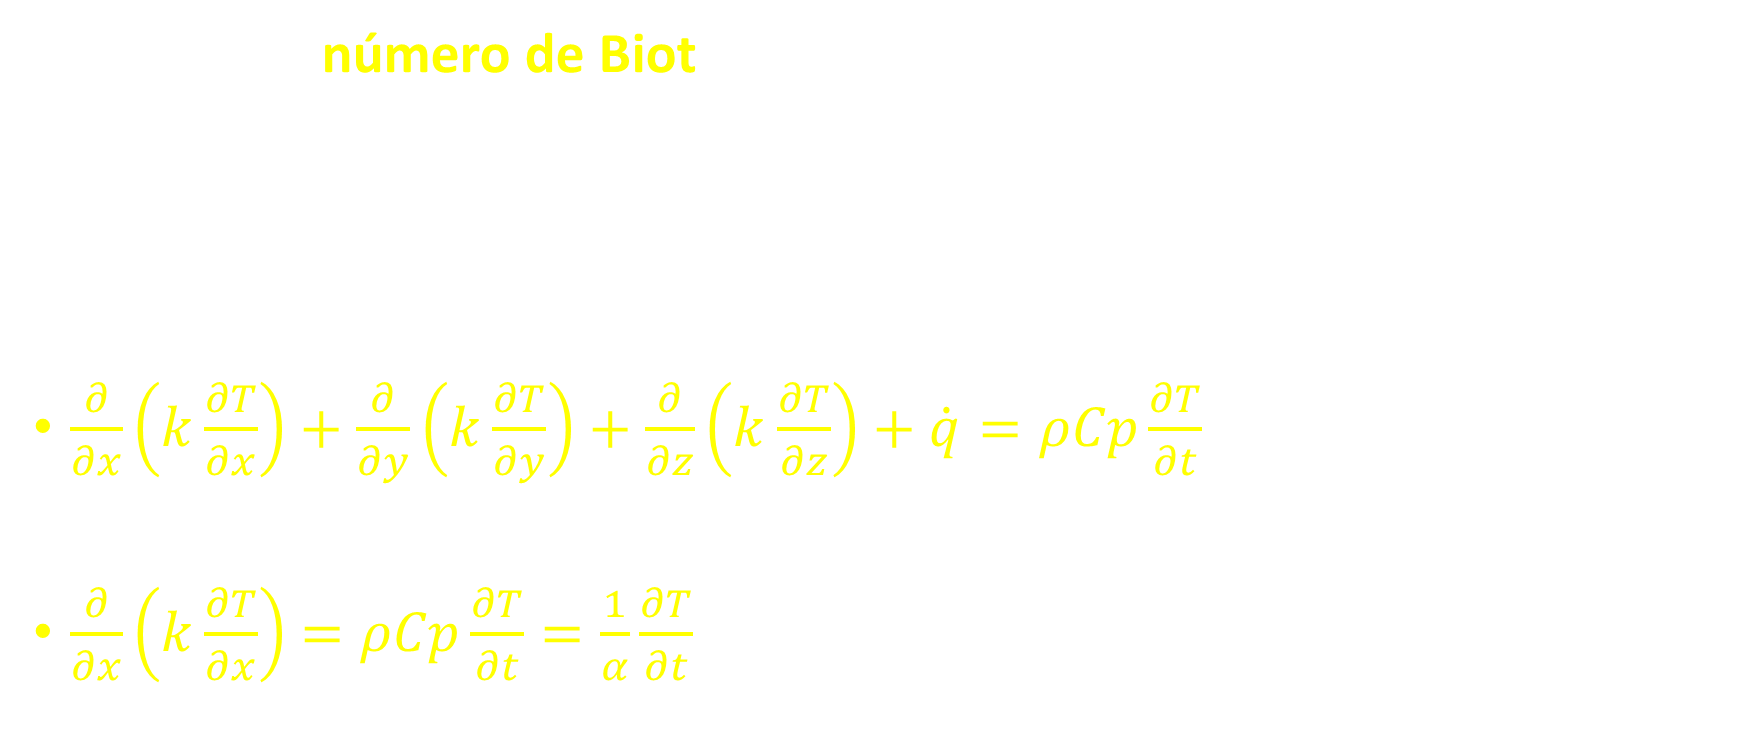 número de Biot
• ∂/∂x (k ∂T/∂x) + ∂/∂y (k ∂T/∂y) + ∂/∂z (k ∂T/∂z) + q̇ = ρCp ∂T/∂t
• ∂/∂x (k ∂T/∂x) = ρCp ∂T/∂t = 1/α ∂T/∂t